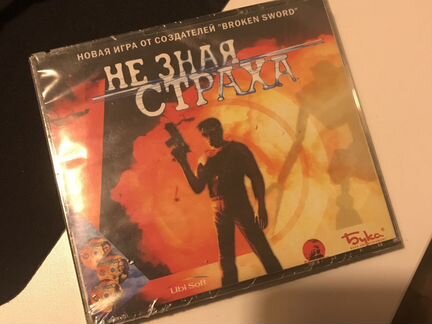 НОВАЯ ИГРА ОТ СОЗДАТЕЛЕЙ "BROKEN SWORD"
НЕ ЗНАЯ
СТРАХА
Ubi Soft
Бука